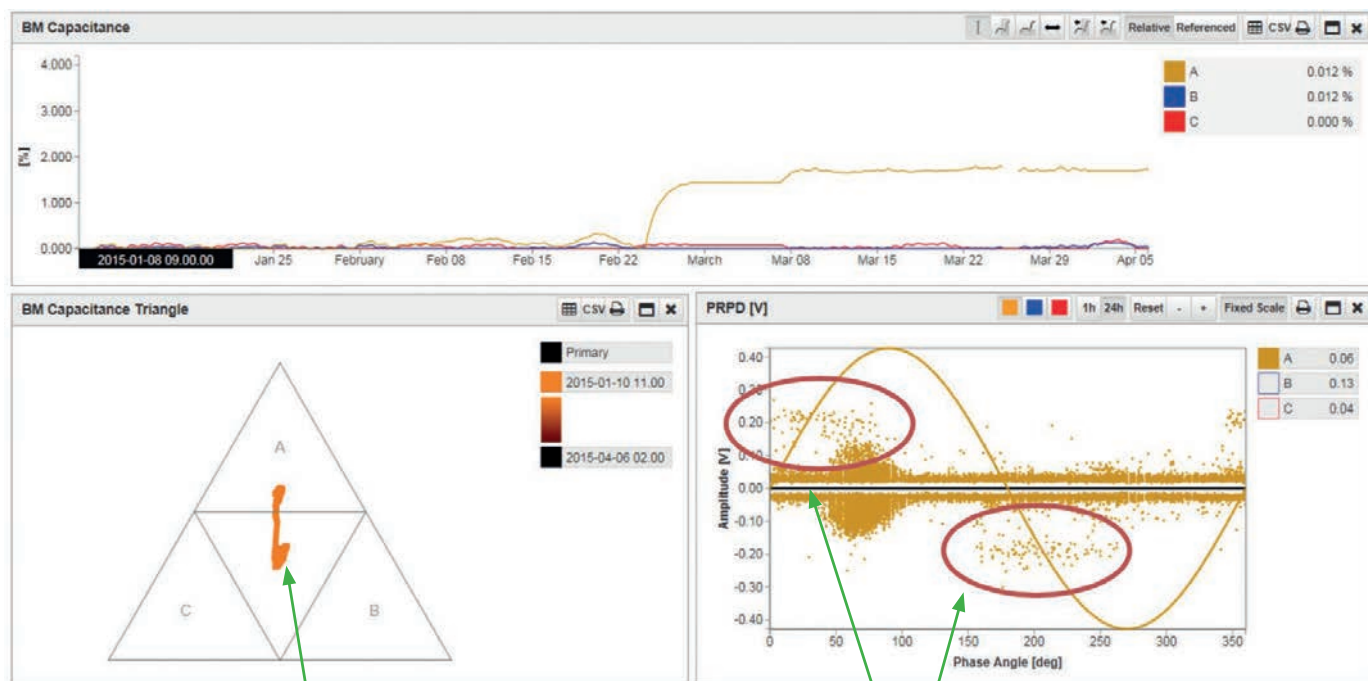 BM Capacitance
Relative Referenced CSV
4.000
3.000
2.000
1.000
0.000
[%]
2015-01-08 09.00.00 Jan 25 February Feb 08 Feb 15 Feb 22 March Mar 08 Mar 15 Mar 22 Mar 29 Apr 05
A 0.012 %
B 0.012 %
C 0.000 %
BM Capacitance Triangle
CSV
Primary
2015-01-10 11.00
2015-04-06 02.00
A
C
B
PRPD [V]
1h 24h Reset - + Fixed Scale
0.40
0.20
0.10
0.00
-0.10
-0.20
-0.30
-0.40
Amplitude [V]
0 50 100 150 200 250 300 350
Phase Angle [deg]
A 0.06
B 0.13
C 0.04